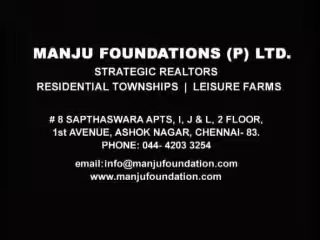 MANJU FOUNDATIONS (P) LTD.
STRATEGIC REALTORS
RESIDENTIAL TOWNSHIPS | LEISURE FARMS
# 8 SAPTHASWARA APTS, I, J & L, 2 FLOOR,
1st AVENUE, ASHOK NAGAR, CHENNAI- 83.
PHONE: 044- 4203 3254
email:info@manjufoundation.com
www.manjufoundation.com